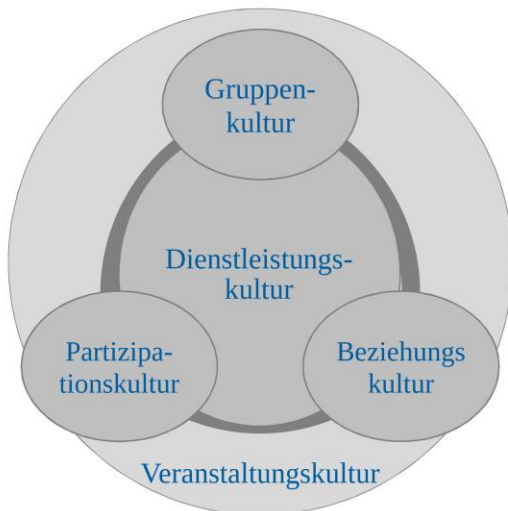 Gruppen-
kultur
Dienstleistungs-
kultur
Partizipa-
tionskultur
Beziehungs
kultur
Veranstaltungskultur